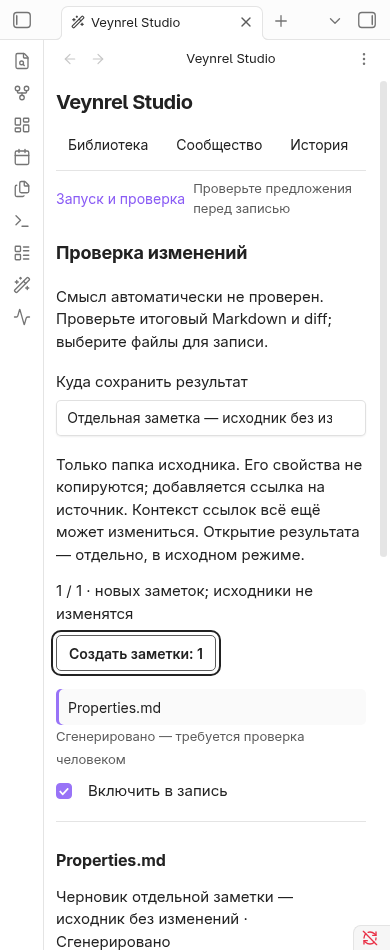 Veynrel Studio
Veynrel Studio
Veynrel Studio
Библиотека Сообщество История
Запуск и проверка
Проверьте предложения
перед записью
Проверка изменений
Смысл автоматически не проверен.
Проверьте итоговый Markdown и diff;
выберите файлы для записи.
Куда сохранить результат
Отдельная заметка — исходник без из
Только папка исходника. Его свойства не
копируются; добавляется ссылка на
источник. Контекст ссылок всё ещё
может измениться. Открытие результата
— отдельно, в исходном режиме.
1 / 1 · новых заметок; исходники не
изменятся
Создать заметки: 1
Properties.md
Сгенерировано — требуется проверка
человеком
Включить в запись
Properties.md
Черновик отдельной заметки —
исходник без изменений ·
Сгенерировано